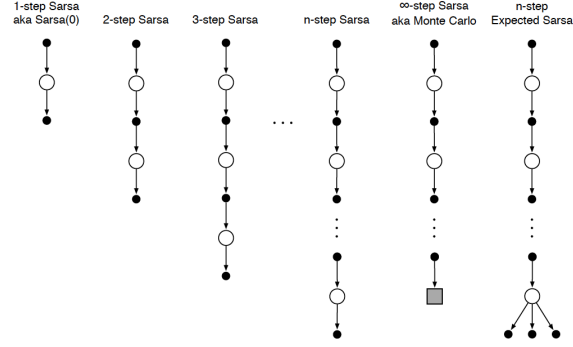 1-step Sarsa
aka Sarsa(0)
2-step Sarsa
3-step Sarsa
n-step Sarsa
∞-step Sarsa
aka Monte Carlo
n-step
Expected Sarsa